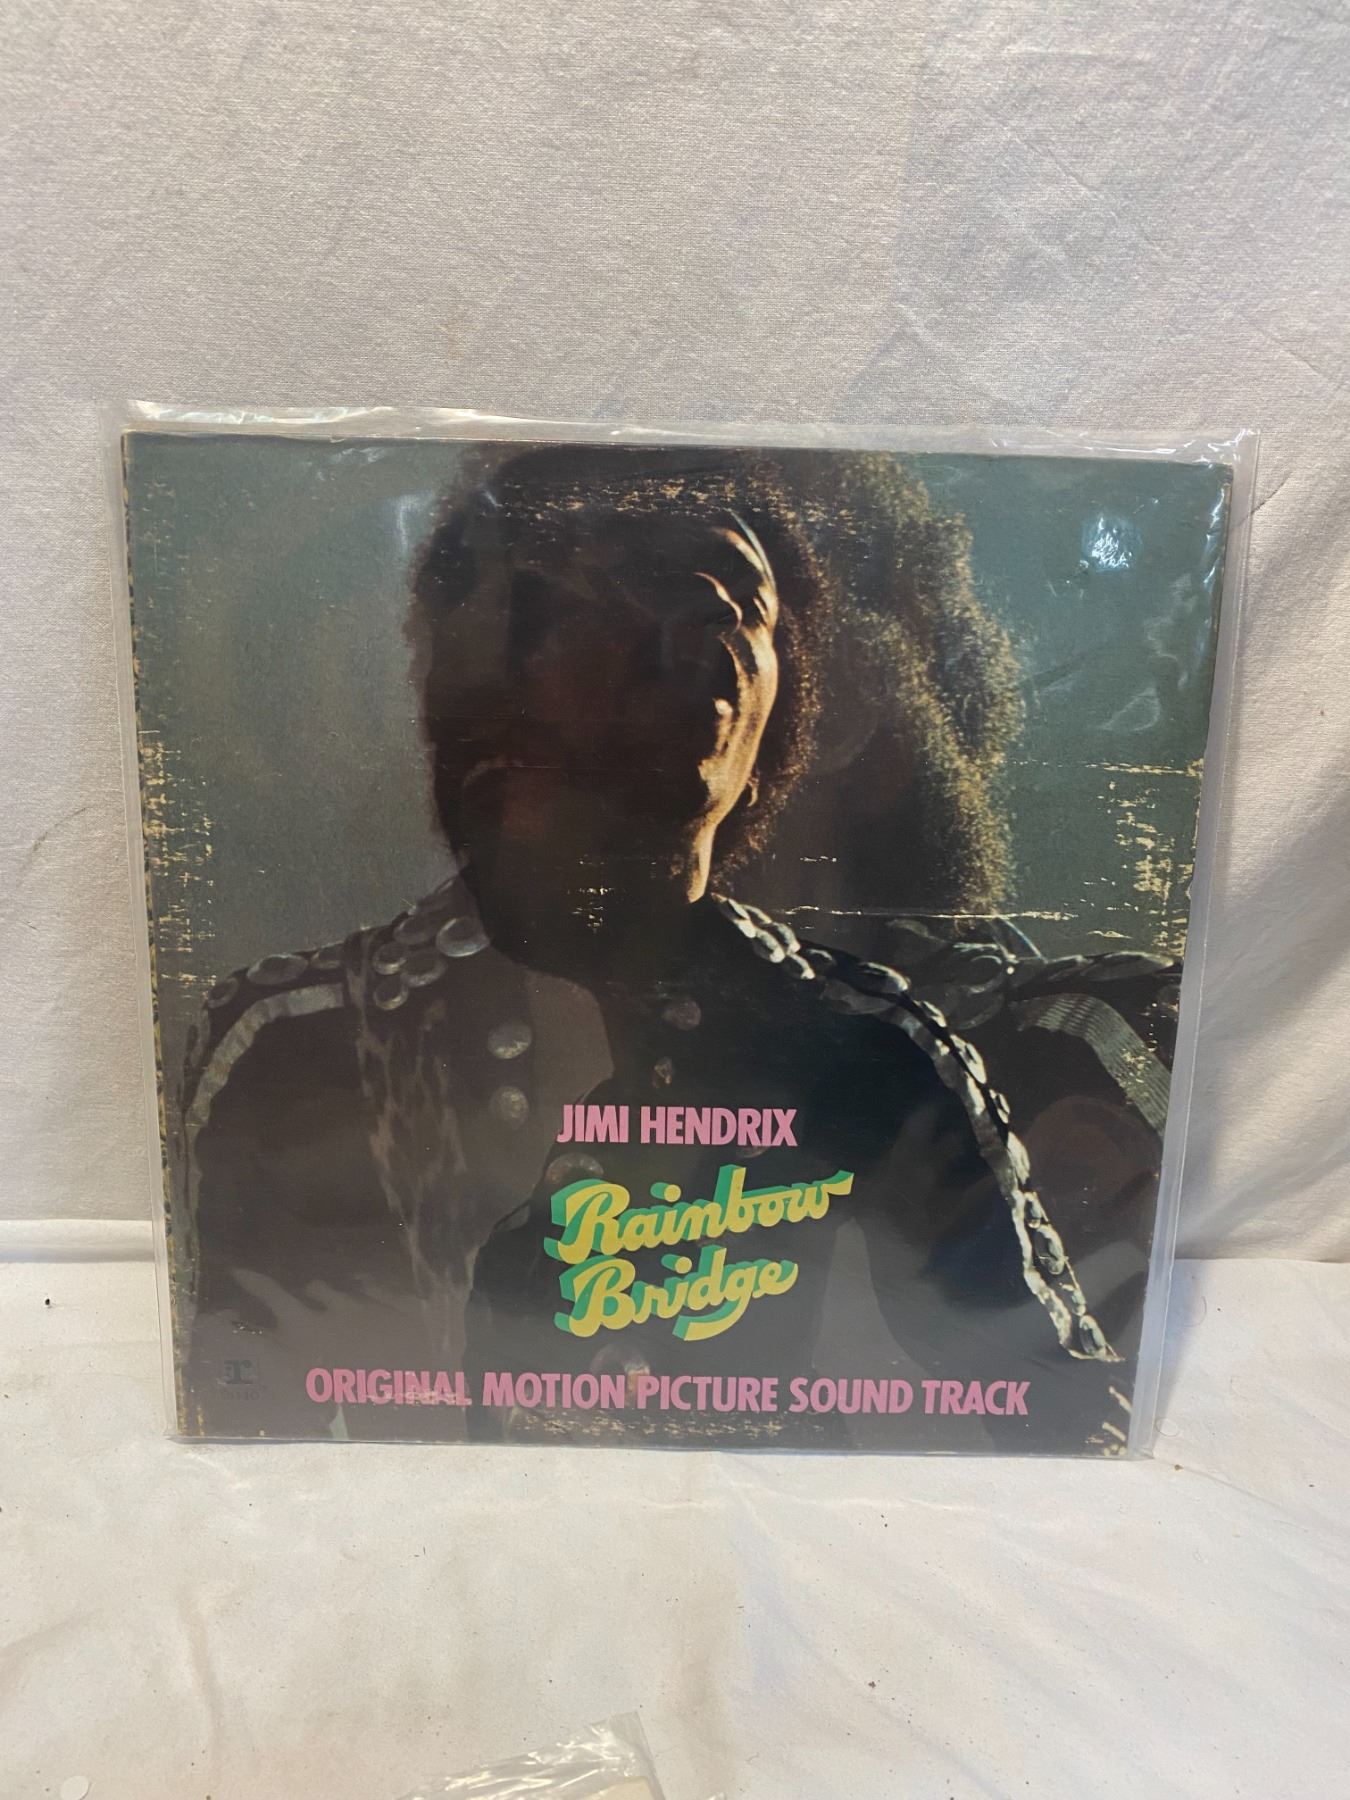 JIMI HENDRIX
Rainbow
Bridge
ORIGINAL MOTION PICTURE SOUND TRACK